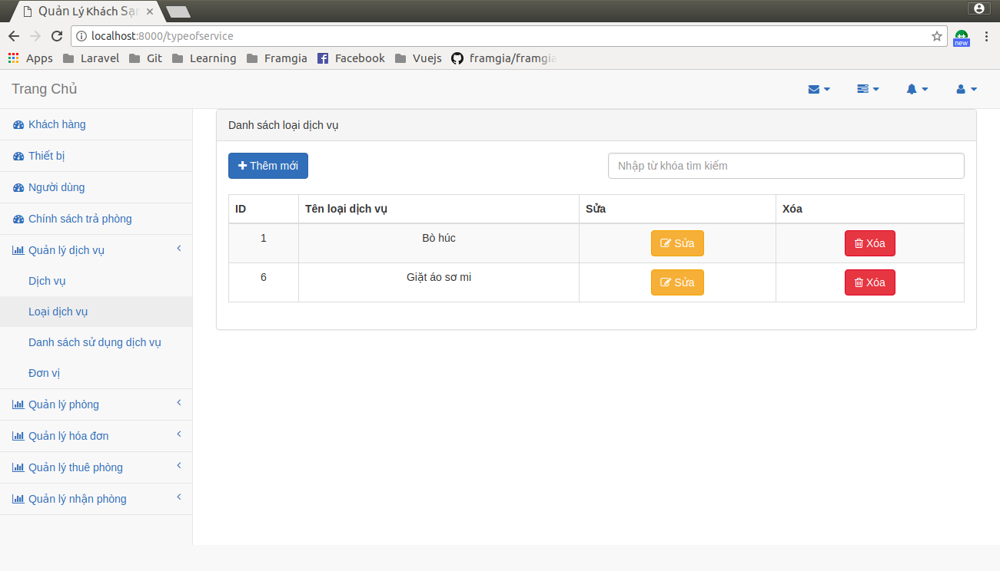 Quản Lý Khách Sạn
localhost:8000/typeofservice
new
Apps Laravel Git Learning Framgia Facebook Vuejs framgia/framgia
Trang Chủ
Khách hàng
Thiết bị
Người dùng
Chính sách trả phòng
Quản lý dịch vụ
Dịch vụ
Loại dịch vụ
Danh sách sử dụng dịch vụ
Đơn vị
Quản lý phòng
Quản lý hóa đơn
Quản lý thuê phòng
Quản lý nhận phòng
Danh sách loại dịch vụ
Thêm mới Nhập từ khóa tìm kiếm
ID Tên loại dịch vụ Sửa Xóa
1 Bò húc Sửa Xóa
6 Giặt áo sơ mi Sửa Xóa